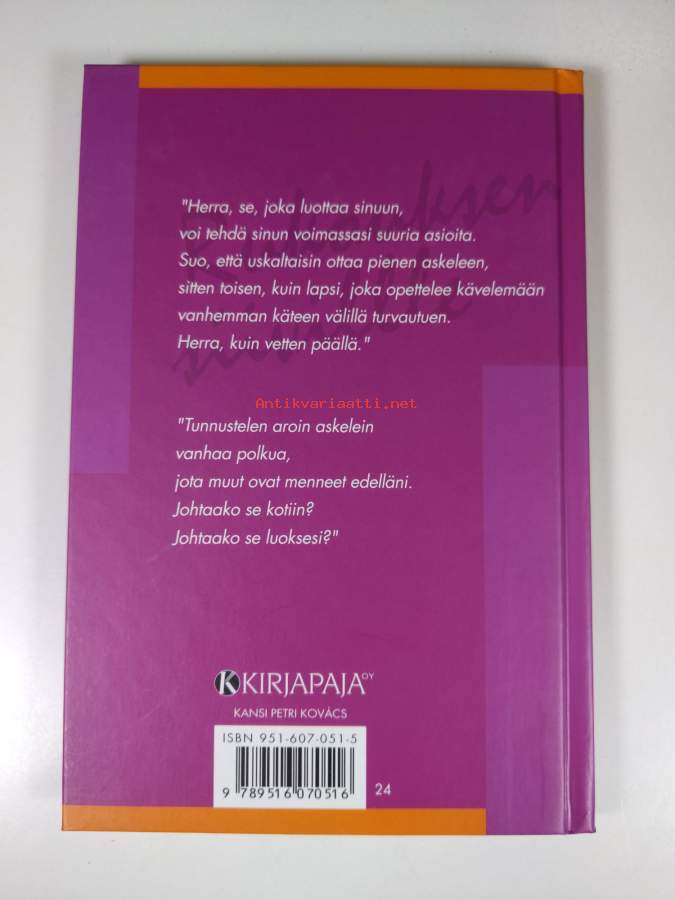 "Herra, se, joka luottaa sinuun,
voi tehdä sinun voimassasi suuria asioita.
Suo, että uskaltaisin ottaa pienen askeleen,
sitten toisen, kuin lapsi, joka opettelee kävelemään
vanhemman käteen välillä turvautuen.
Herra, kuin vetten päällä."
Antikvariaatti.net
"Tunnustelen aroin askelein
vanhaa polkua,
jota muut ovat menneet edelläni.
Johtaako se kotiin?
Johtaako se luoksesi?"
KIRJAPAJA OY
KANSI PETRI KOVÁCS
ISBN 951-607-051-5
9 789516 070516
24